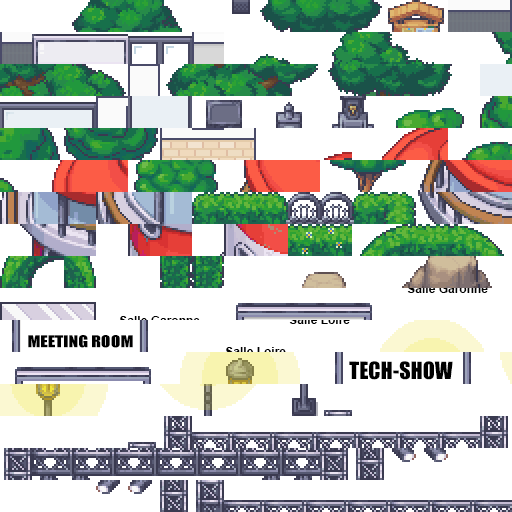 Salle Garonne
Salle Garonne
Salle Loire
MEETING ROOM
Salle Loire
TECH-SHOW